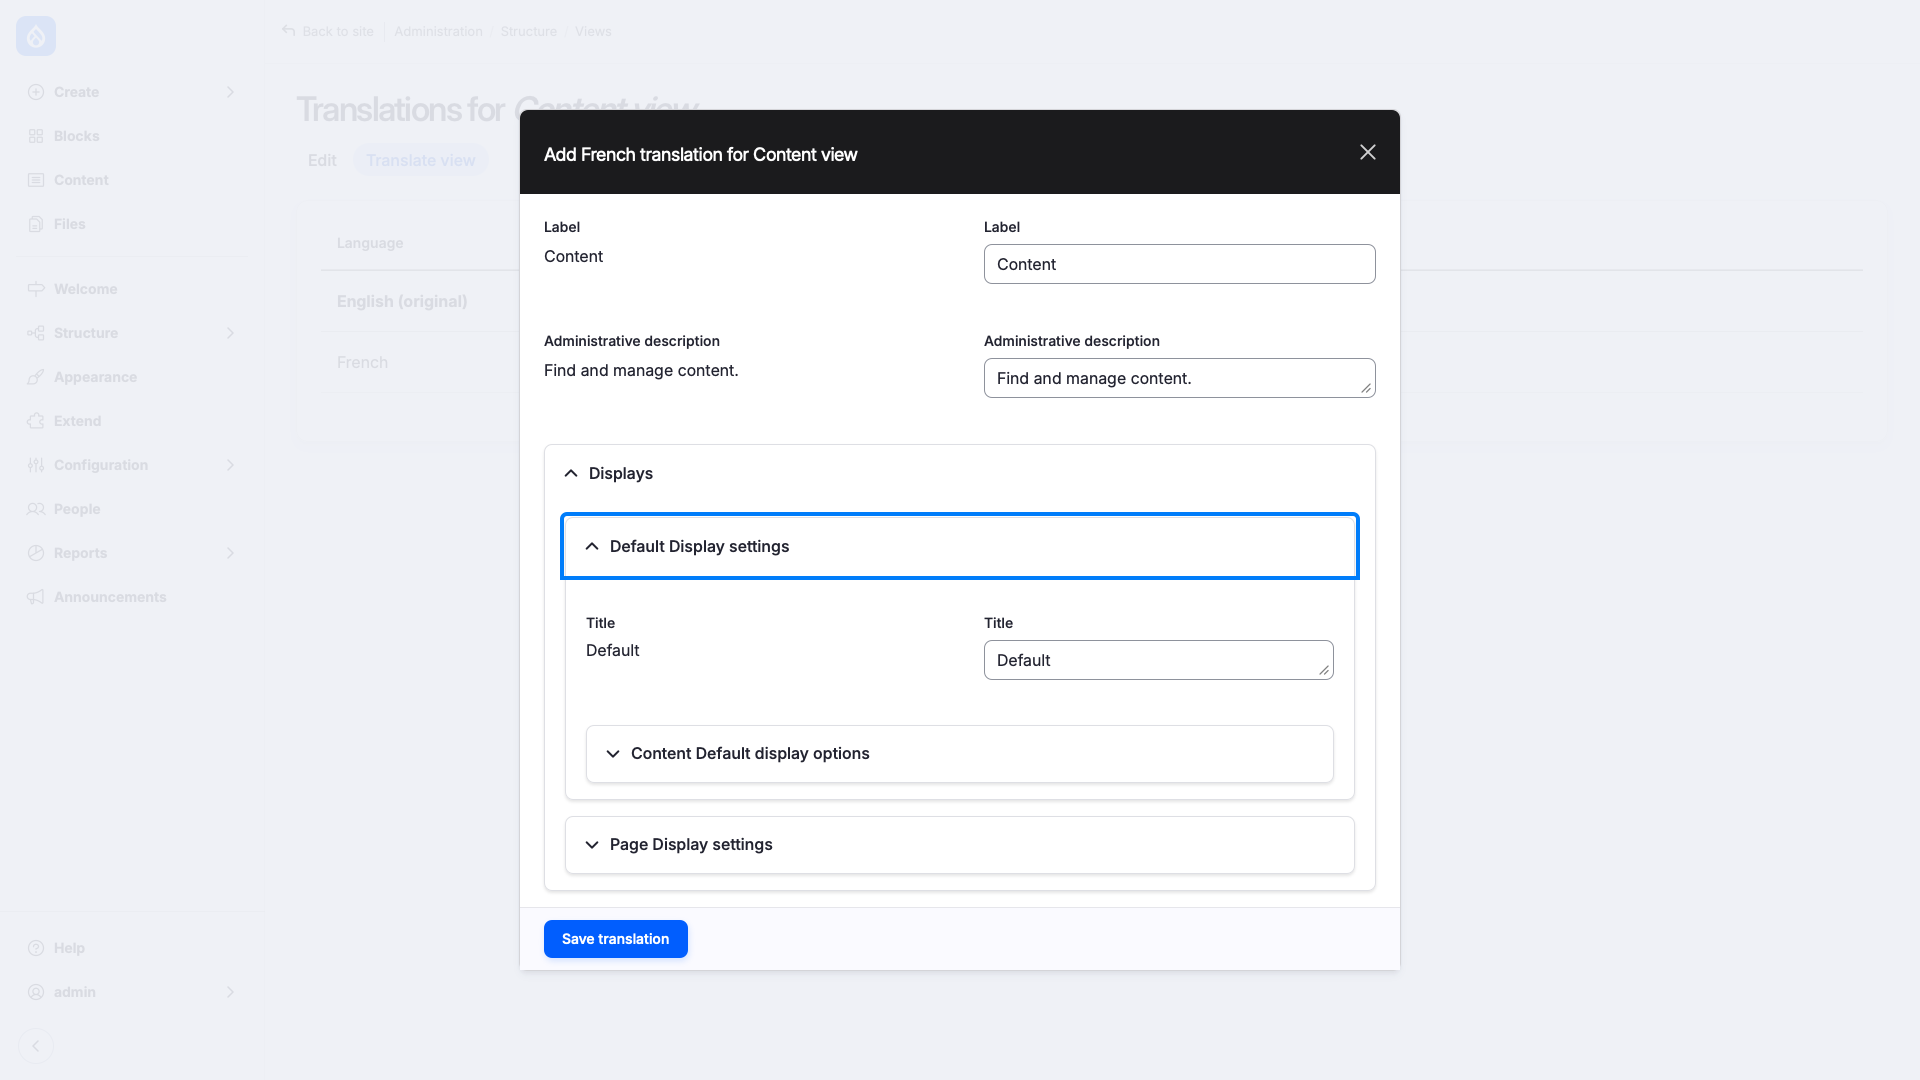 Back to site
Administration
Structure
Views
Create
Blocks
Content
Files
Welcome
Structure
Appearance
Extend
Configuration
People
Reports
Announcements
Help
admin
Translations for Content view
Edit
Translate view
Language
English (original)
French
Add French translation for Content view
Label
Content
Label
Content
Administrative description
Find and manage content.
Administrative description
Find and manage content.
Displays
Default Display settings
Title
Default
Title
Default
Content Default display options
Page Display settings
Save translation